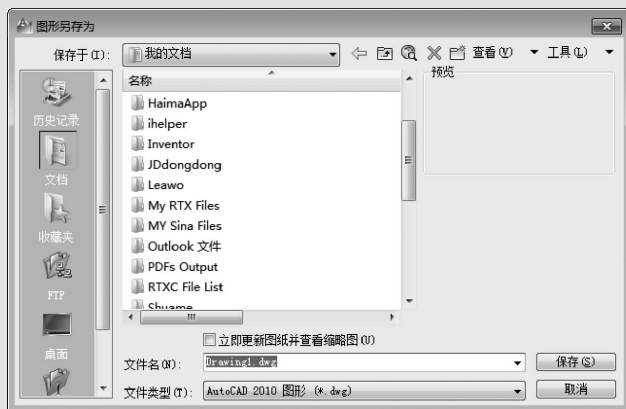 图形另存为
保存于(I): 我的文档 查看(V) 工具(L)
历史记录
文档
收藏夹
FTP
桌面
名称
HaimaApp
ihelper
Inventor
JDdongdong
Leawo
My RTX Files
MY Sina Files
Outlook 文件
PDFs Output
RTXC File List
Shuame
预览
立即更新图纸并查看缩略图(U)
文件名(N): Drawing1.dwg 保存(S)
文件类型(T): AutoCAD 2010 图形 (*.dwg) 取消